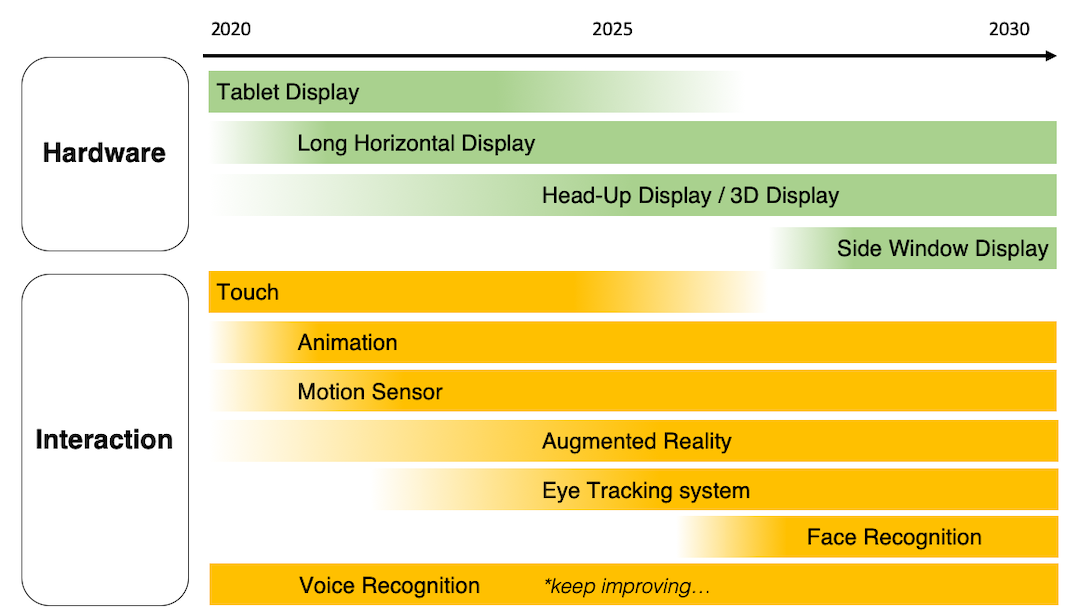 2020 2025 2030
Hardware
Tablet Display
Long Horizontal Display
Head-Up Display / 3D Display
Side Window Display
Interaction
Touch
Animation
Motion Sensor
Augmented Reality
Eye Tracking system
Face Recognition
Voice Recognition *keep improving...